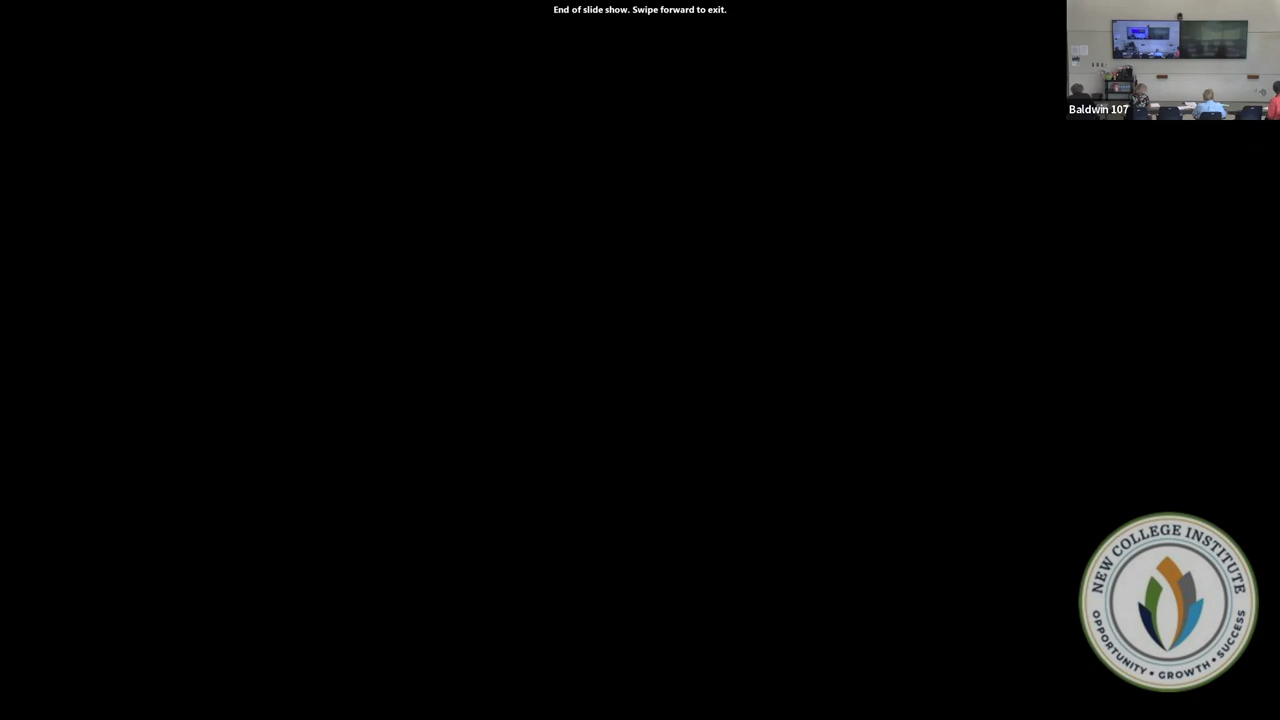 End of slide show. Swipe forward to exit.
Baldwin 107
NEW COLLEGE INSTITUTE
OPPORTUNITY • GROWTH • SUCCESS